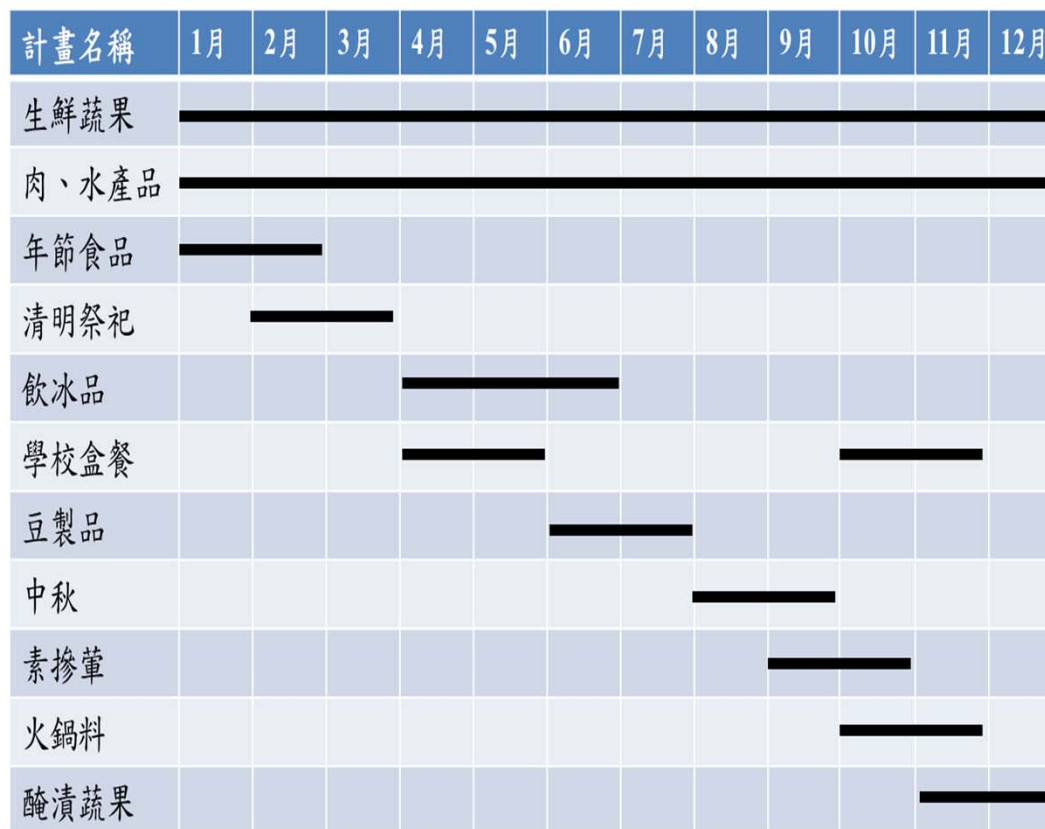 計畫名稱 1月 2月 3月 4月 5月 6月 7月 8月 9月 10月 11月 12月
生鮮蔬果
肉、水產品
年節食品
清明祭祀
飲冰品
學校盒餐
豆製品
中秋
素摻葷
火鍋料
醃漬蔬果